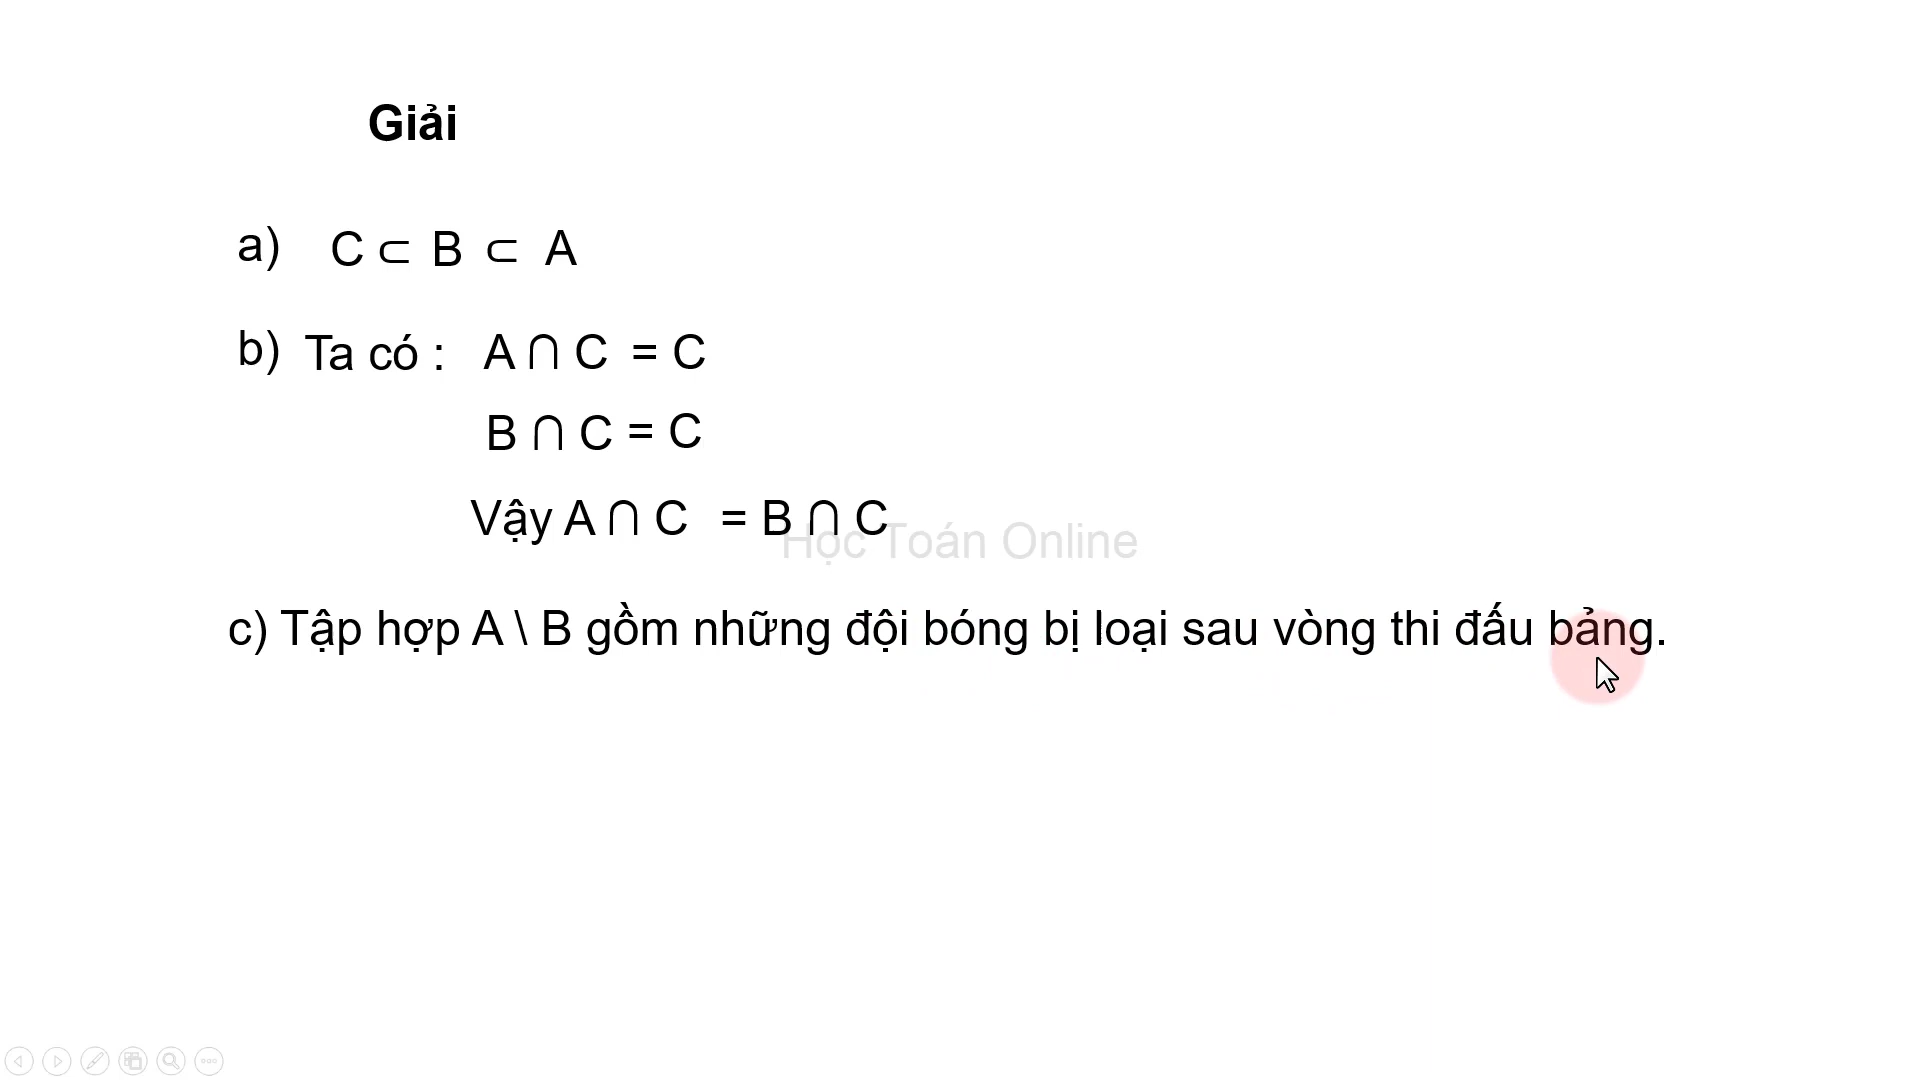 Giải
a) C ⊂ B ⊂ A
b) Ta có : A ∩ C = C
B ∩ C = C
Vậy A ∩ C = B ∩ C
Học Toán Online
c) Tập hợp A \ B gồm những đội bóng bị loại sau vòng thi đấu bảng.